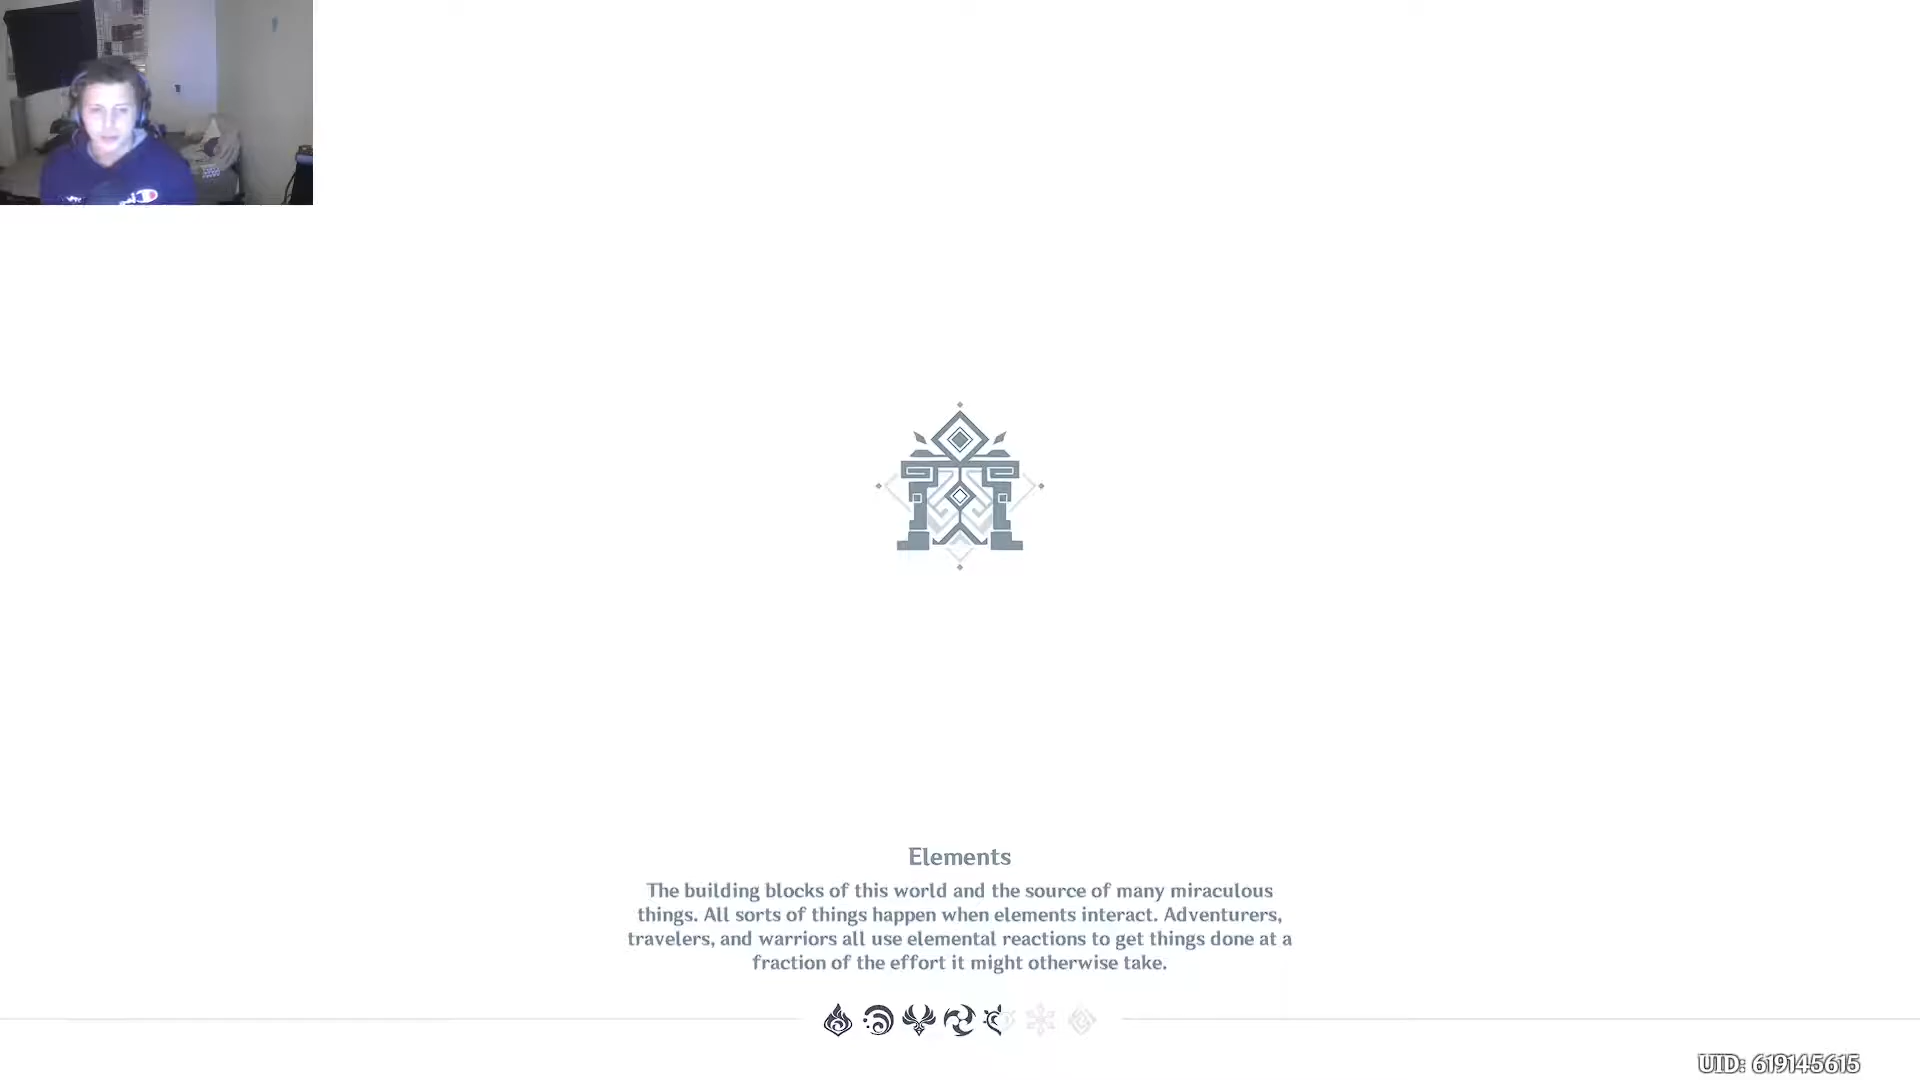 Elements
The building blocks of this world and the source of many miraculous
things. All sorts of things happen when elements interact. Adventurers,
travelers, and warriors all use elemental reactions to get things done at a
fraction of the effort it might otherwise take.
UID: 619145615